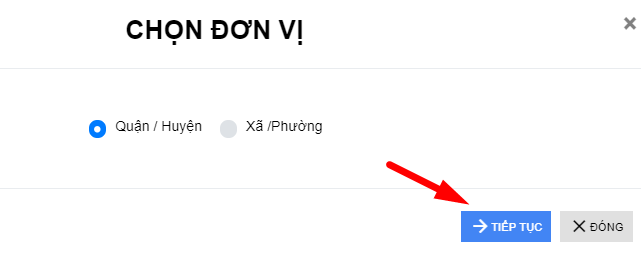 CHỌN ĐƠN VỊ
Quận / Huyện Xã /Phường
TIẾP TỤC ĐÓNG